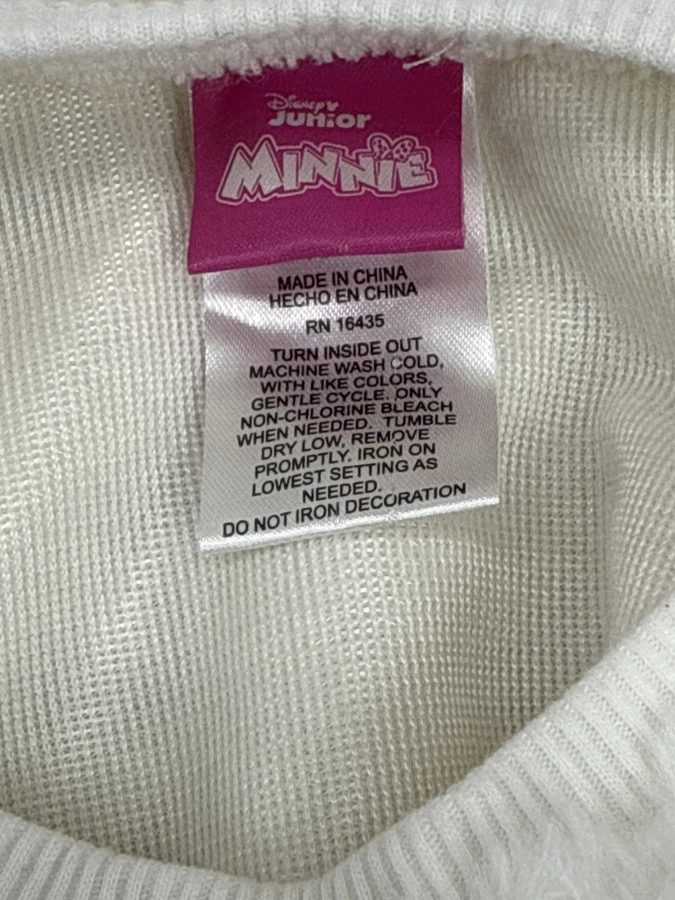 Disney
JUNIOR
MINNIE
MADE IN CHINA
HECHO EN CHINA
RN 16435
TURN INSIDE OUT
MACHINE WASH COLD,
WITH LIKE COLORS,
GENTLE CYCLE. ONLY
NON-CHLORINE BLEACH
WHEN NEEDED. TUMBLE
DRY LOW, REMOVE
PROMPTLY. IRON ON
LOWEST SETTING AS
NEEDED.
DO NOT IRON DECORATION